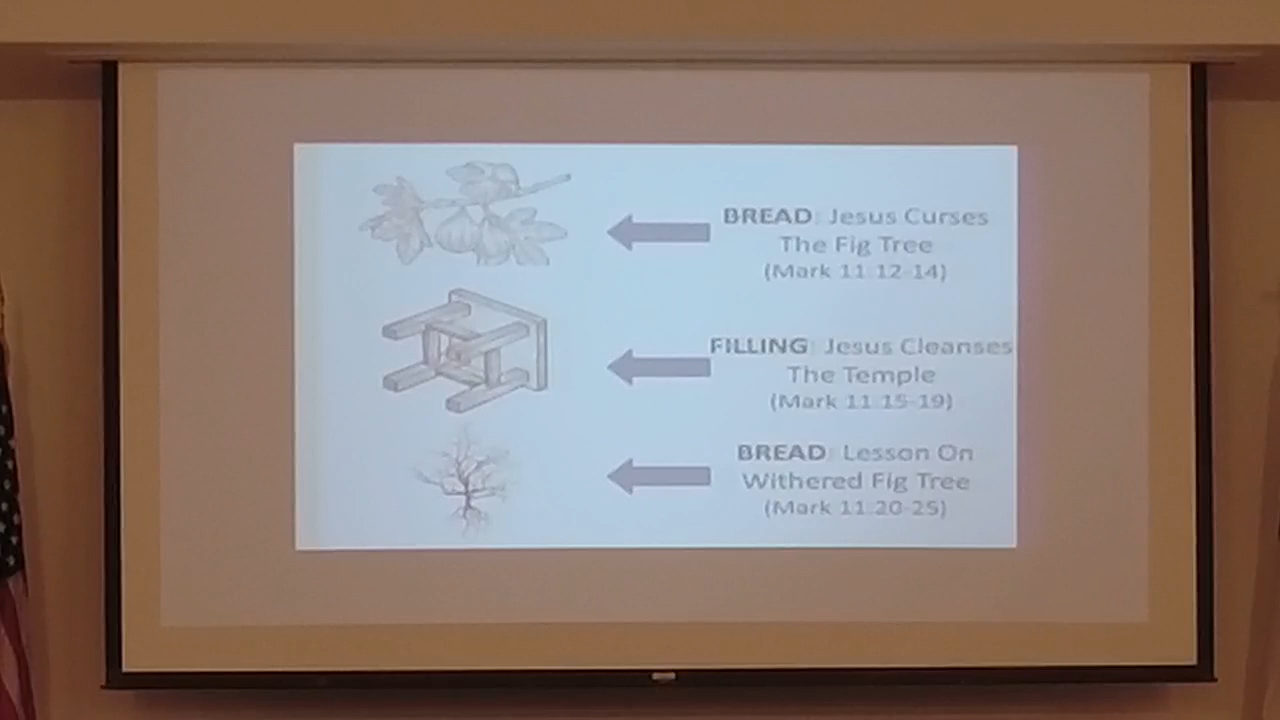 BREAD: Jesus Curses
The Fig Tree
(Mark 11:12-14)
FILLING: Jesus Cleanses
The Temple
(Mark 11:15-19)
BREAD: Lesson On
Withered Fig Tree
(Mark 11:20-25)